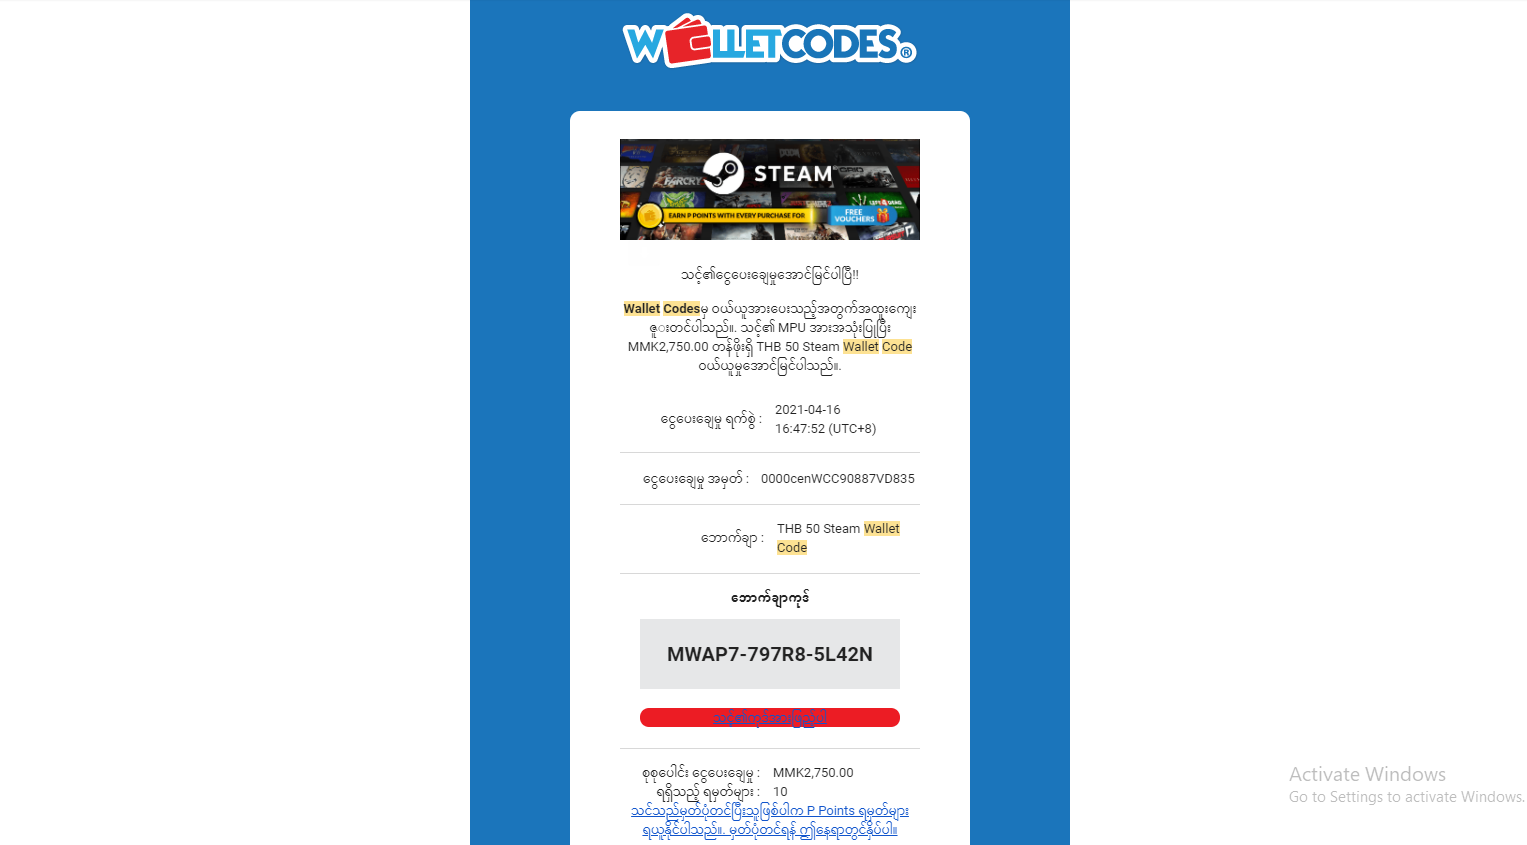 WALLETCODES®
STEAM
EARN P POINTS WITH EVERY PURCHASE FOR
FREE VOUCHERS
သင့်၏ငွေပေးချေမှုအောင်မြင်ပါပြီ!!
Wallet Codesမှ ဝယ်ယူအားပေးသည့်အတွက်အထူးကျေး
ဇူးတင်ပါသည်။. သင့်၏ MPU အားအသုံးပြုပြီး
MMK2,750.00 တန်ဖိုးရှိ THB 50 Steam Wallet Code
ဝယ်ယူမှုအောင်မြင်ပါသည်။.
ငွေပေးချေမှု ရက်စွဲ : 2021-04-16
16:47:52 (UTC+8)
ငွေပေးချေမှု အမှတ် : 0000cenWCC90887VD835
ဘောက်ချာ : THB 50 Steam Wallet
Code
ဘောက်ချာကုဒ်
MWAP7-797R8-5L42N
စုစုပေါင်း ငွေပေးချေမှု : MMK2,750.00
ရရှိသည့် ရမှတ်များ : 10
သင်သည်မှတ်ပုံတင်ပြီးသူဖြစ်ပါက P Points ရမှတ်များ
ရယူနိုင်ပါသည်။. မှတ်ပုံတင်ရန် ဤနေရာတွင်နှိပ်ပါ။
Activate Windows
Go to Settings to activate Windows.